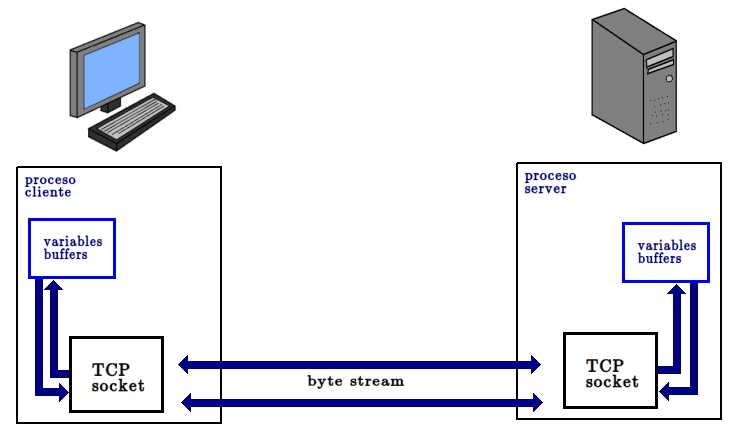 proceso
cliente
variables
buffers
TCP
socket
byte stream
proceso
server
variables
buffers
TCP
socket